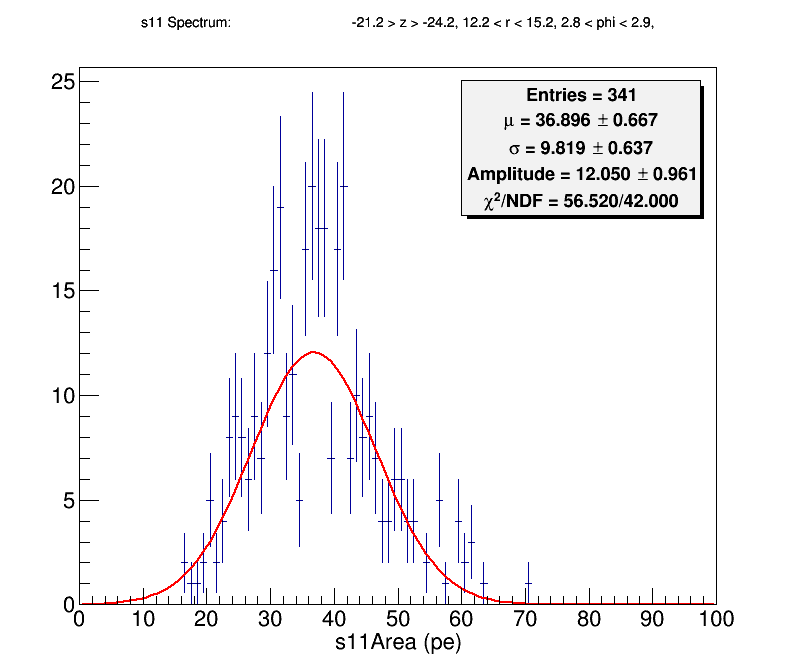 s11 Spectrum: -21.2 > z > -24.2, 12.2 < r < 15.2, 2.8 < phi < 2.9,
Entries = 341
μ = 36.896 ± 0.667
σ = 9.819 ± 0.637
Amplitude = 12.050 ± 0.961
χ²/NDF = 56.520/42.000
25
20
15
10
5
0
0 10 20 30 40 50 60 70 80 90 100
s11Area (pe)